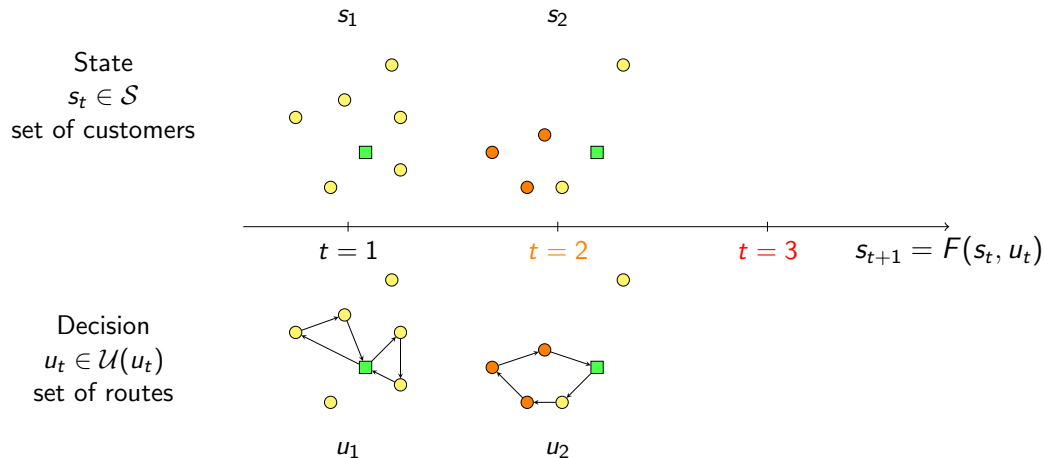 s₁ s₂
State
sₜ ∈ 𝒮
set of customers
t = 1 t = 2 t = 3 sₜ₊₁ = F(sₜ, uₜ)
Decision
uₜ ∈ 𝒰(uₜ)
set of routes
u₁ u₂